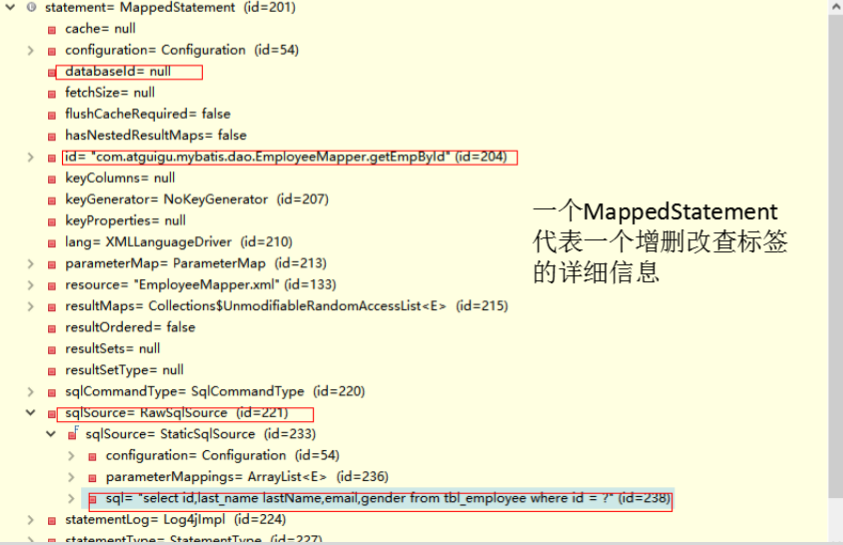 statement= MappedStatement (id=201)
cache= null
configuration= Configuration (id=54)
databaseId= null
fetchSize= null
flushCacheRequired= false
hasNestedResultMaps= false
id= "com.atguigu.mybatis.dao.EmployeeMapper.getEmpById" (id=204)
keyColumns= null
keyGenerator= NoKeyGenerator (id=207)
keyProperties= null
lang= XMLLanguageDriver (id=210)
parameterMap= ParameterMap (id=213)
resource= "EmployeeMapper.xml" (id=133)
resultMaps= Collections$UnmodifiableRandomAccessList<E> (id=215)
resultOrdered= false
resultSets= null
resultSetType= null
sqlCommandType= SqlCommandType (id=220)
sqlSource= RawSqlSource (id=221)
sqlSource= StaticSqlSource (id=233)
configuration= Configuration (id=54)
parameterMappings= ArrayList<E> (id=236)
sql= "select id,last_name lastName,email,gender from tbl_employee where id = ?" (id=238)
statementLog= Log4jImpl (id=224)
statementType= StatementType (id=227)
一个MappedStatement
代表一个增删改查标签
的详细信息